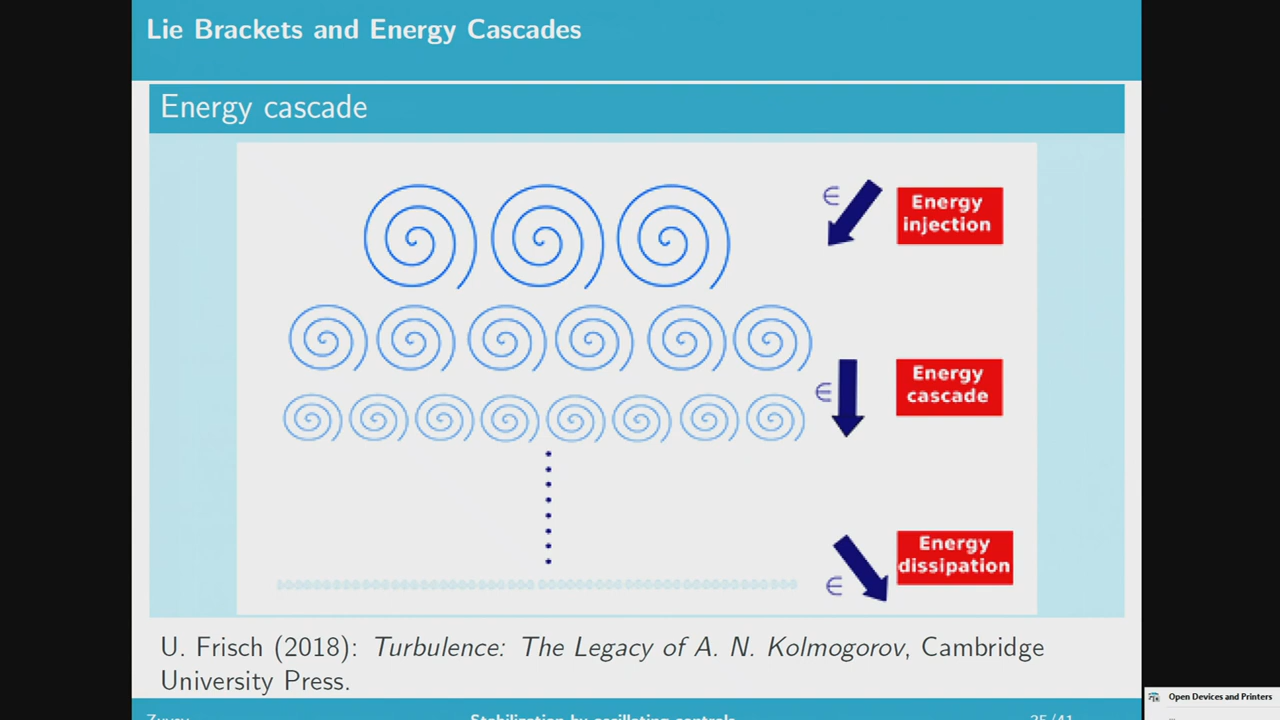 Lie Brackets and Energy Cascades
Energy cascade
∈
Energy
injection
∈
Energy
cascade
∈
Energy
dissipation
U. Frisch (2018): Turbulence: The Legacy of A. N. Kolmogorov, Cambridge
University Press.
Stabilization by oscillating controls
Open Devices and Printers